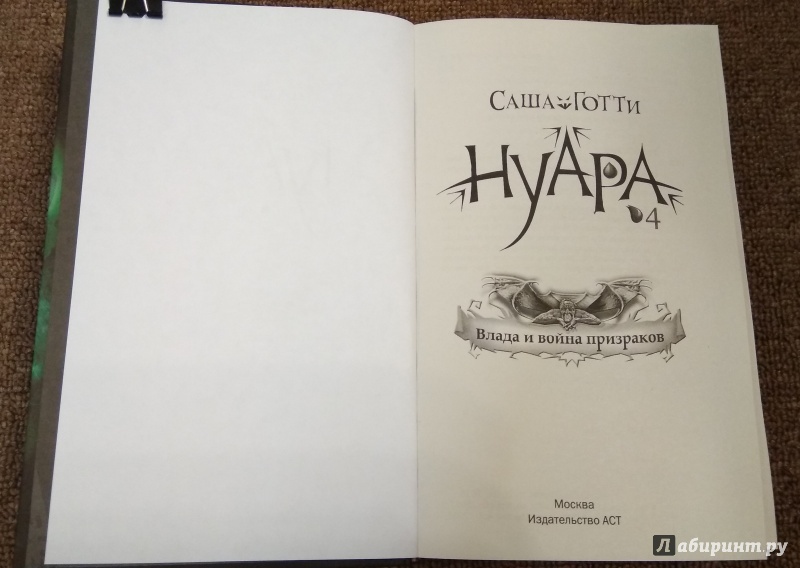 Саша Готти
Нуара
4
Влада и война призраков
Москва
Издательство АСТ
Лабиринт.ру